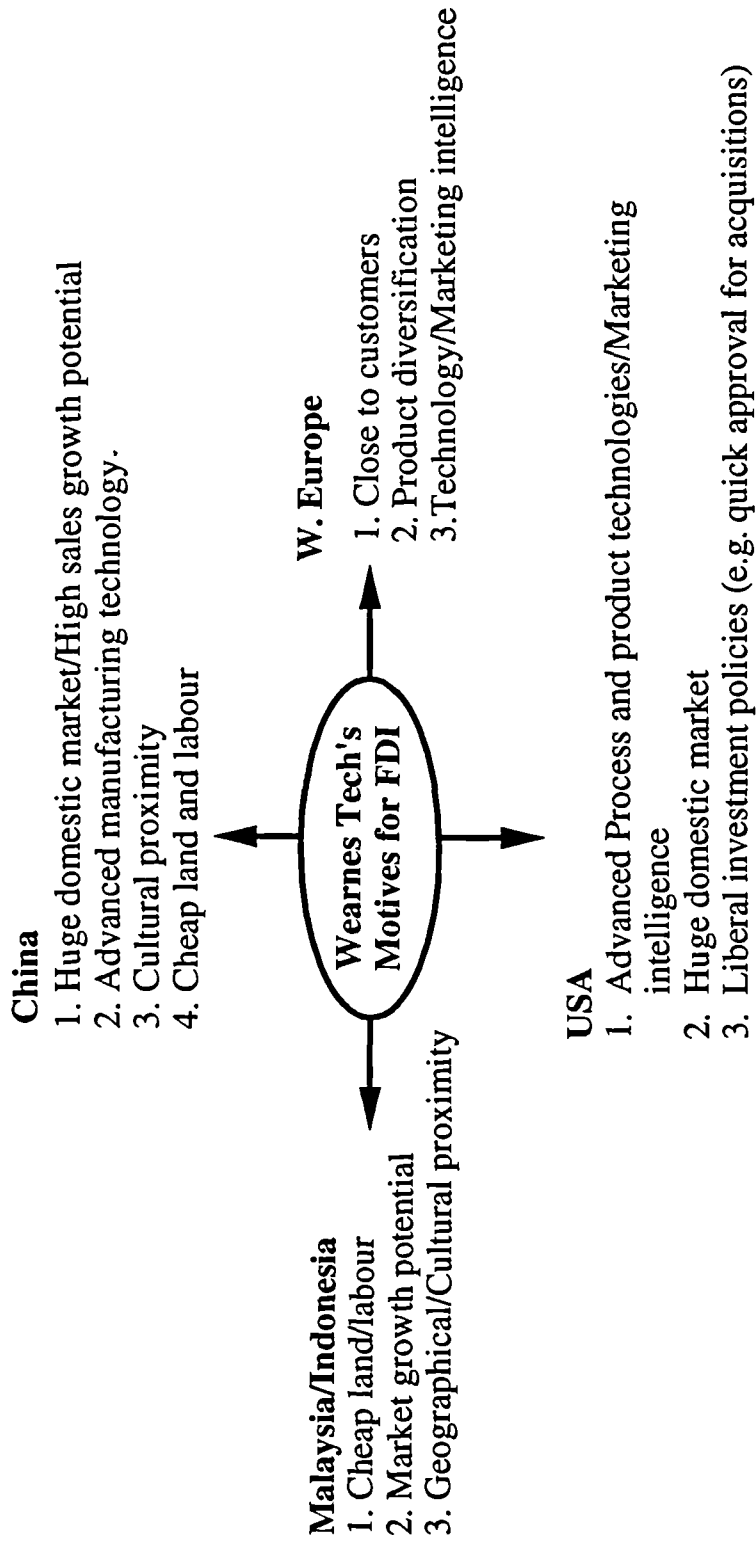 China
1. Huge domestic market/High sales growth potential
2. Advanced manufacturing technology.
3. Cultural proximity
4. Cheap land and labour
Malaysia/Indonesia
1. Cheap land/labour
2. Market growth potential
3. Geographical/Cultural proximity
Wearnes Tech's
Motives for FDI
W. Europe
1. Close to customers
2. Product diversification
3.Technology/Marketing intelligence
USA
1. Advanced Process and product technologies/Marketing
intelligence
2. Huge domestic market
3. Liberal investment policies (e.g. quick approval for acquisitions)